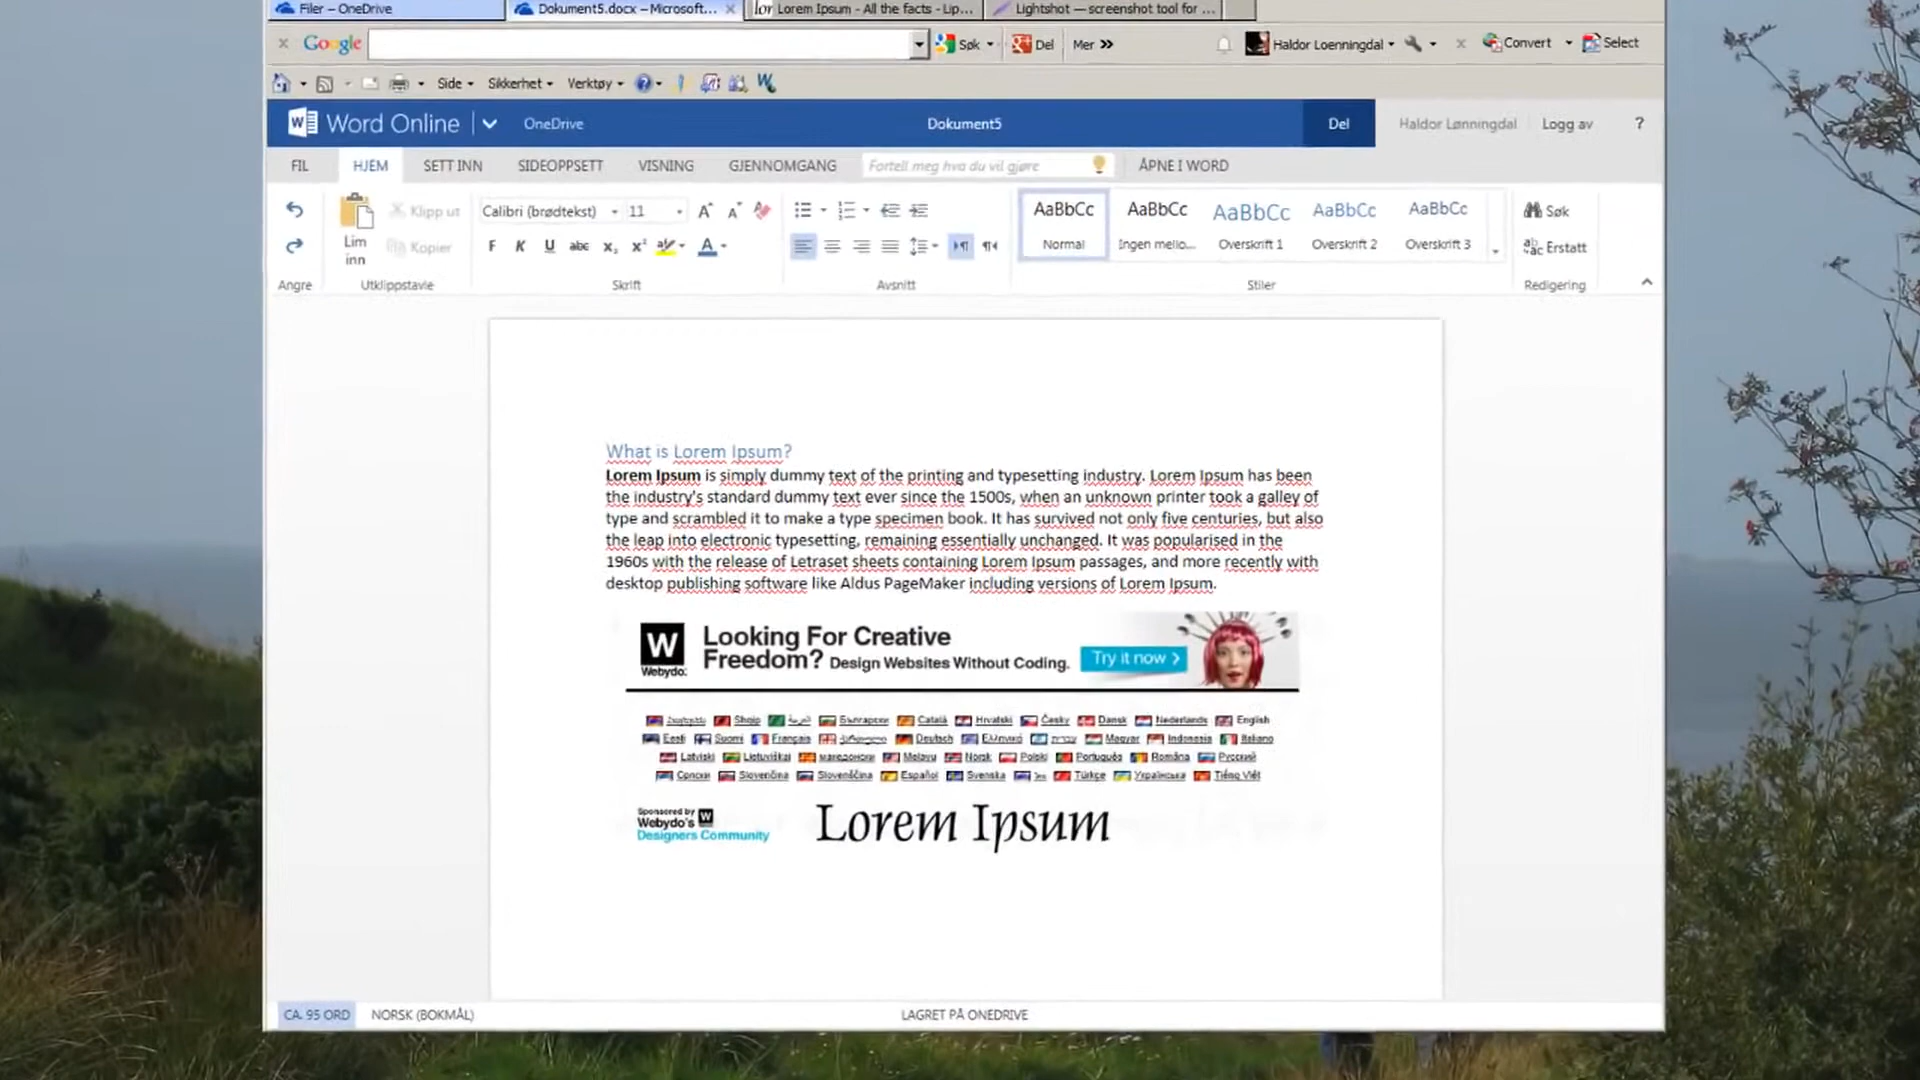 Filer – OneDrive
Dokument5.docx – Microsoft...
Lorem Ipsum - All the facts - Lip...
Lightshot — screenshot tool for ...
Google
Søk
Del
Mer
Haldor Loenningdal
Convert
Select
Side
Sikkerhet
Verktøy
Word Online
OneDrive
Dokument5
Del
Haldor Lønningdal
Logg av
?
FIL
HJEM
SETT INN
SIDEOPPSETT
VISNING
GJENNOMGANG
Fortell meg hva du vil gjøre
ÅPNE I WORD
Lim
inn
Klipp ut
Kopier
Calibri (brødtekst)
11
F K U abc x₂ x² A
AaBbCc
Normal
AaBbCc
Ingen mello...
AaBbCc
Overskrift 1
AaBbCc
Overskrift 2
AaBbCc
Overskrift 3
Søk
Erstatt
Angre
Utklippstavle
Skrift
Avsnitt
Stiler
Redigering
What is Lorem Ipsum?
Lorem Ipsum is simply dummy text of the printing and typesetting industry. Lorem Ipsum has been
the industry's standard dummy text ever since the 1500s, when an unknown printer took a galley of
type and scrambled it to make a type specimen book. It has survived not only five centuries, but also
the leap into electronic typesetting, remaining essentially unchanged. It was popularised in the
1960s with the release of Letraset sheets containing Lorem Ipsum passages, and more recently with
desktop publishing software like Aldus PageMaker including versions of Lorem Ipsum.
W
Webydo
Looking For Creative
Freedom? Design Websites Without Coding.
Try it now >
Shqip Български Català Hrvatski Česky Dansk Nederlands English
Eesti Suomi Français Deutsch Ελληνικά עברית Magyar Indonesia Italiano
Latviski Lietuviškai македонски Melayu Norsk Polski Português Româna Русский
Српски Slovenčina Slovenščina Español Svenska ไทย Türkçe Українська Tiếng Việt
Sponsored by W
Webydo's
Designers Community
Lorem Ipsum
CA. 95 ORD
NORSK (BOKMÅL)
LAGRET PÅ ONEDRIVE